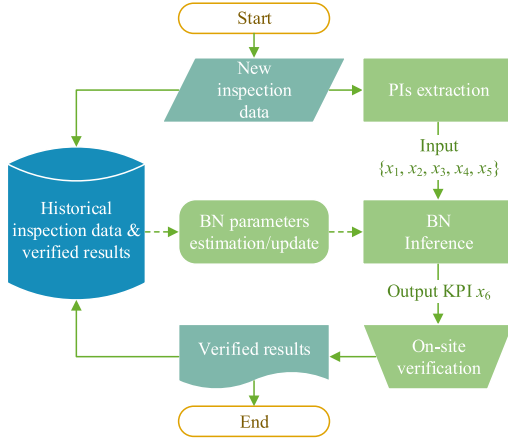 Start
New
inspection
data
PIs extraction
Input
{x₁, x₂, x₃, x₄, x₅}
Historical
inspection data &
verified results
BN parameters
estimation/update
BN
Inference
Output KPI x₆
Verified results
On-site
verification
End